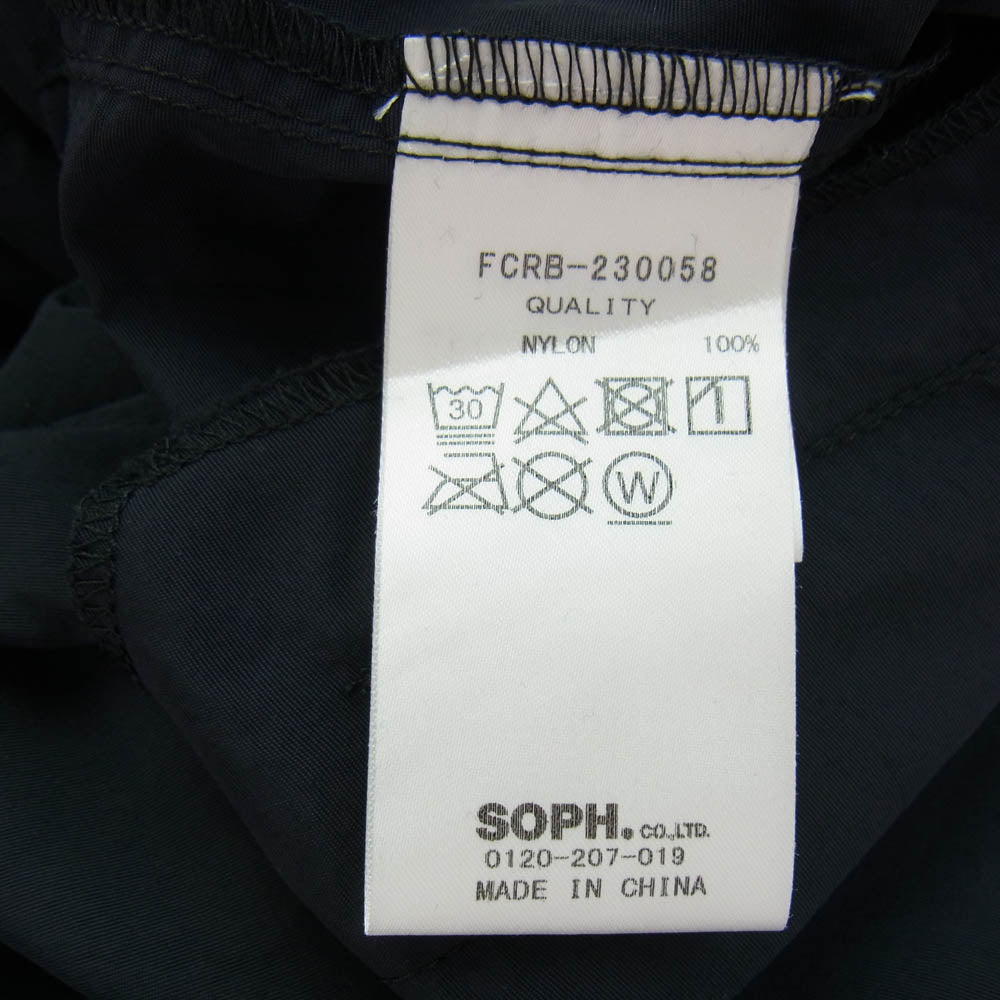 FCRB-230058
QUALITY
NYLON 100%
30
W
SOPH. CO.,LTD.
0120-207-019
MADE IN CHINA